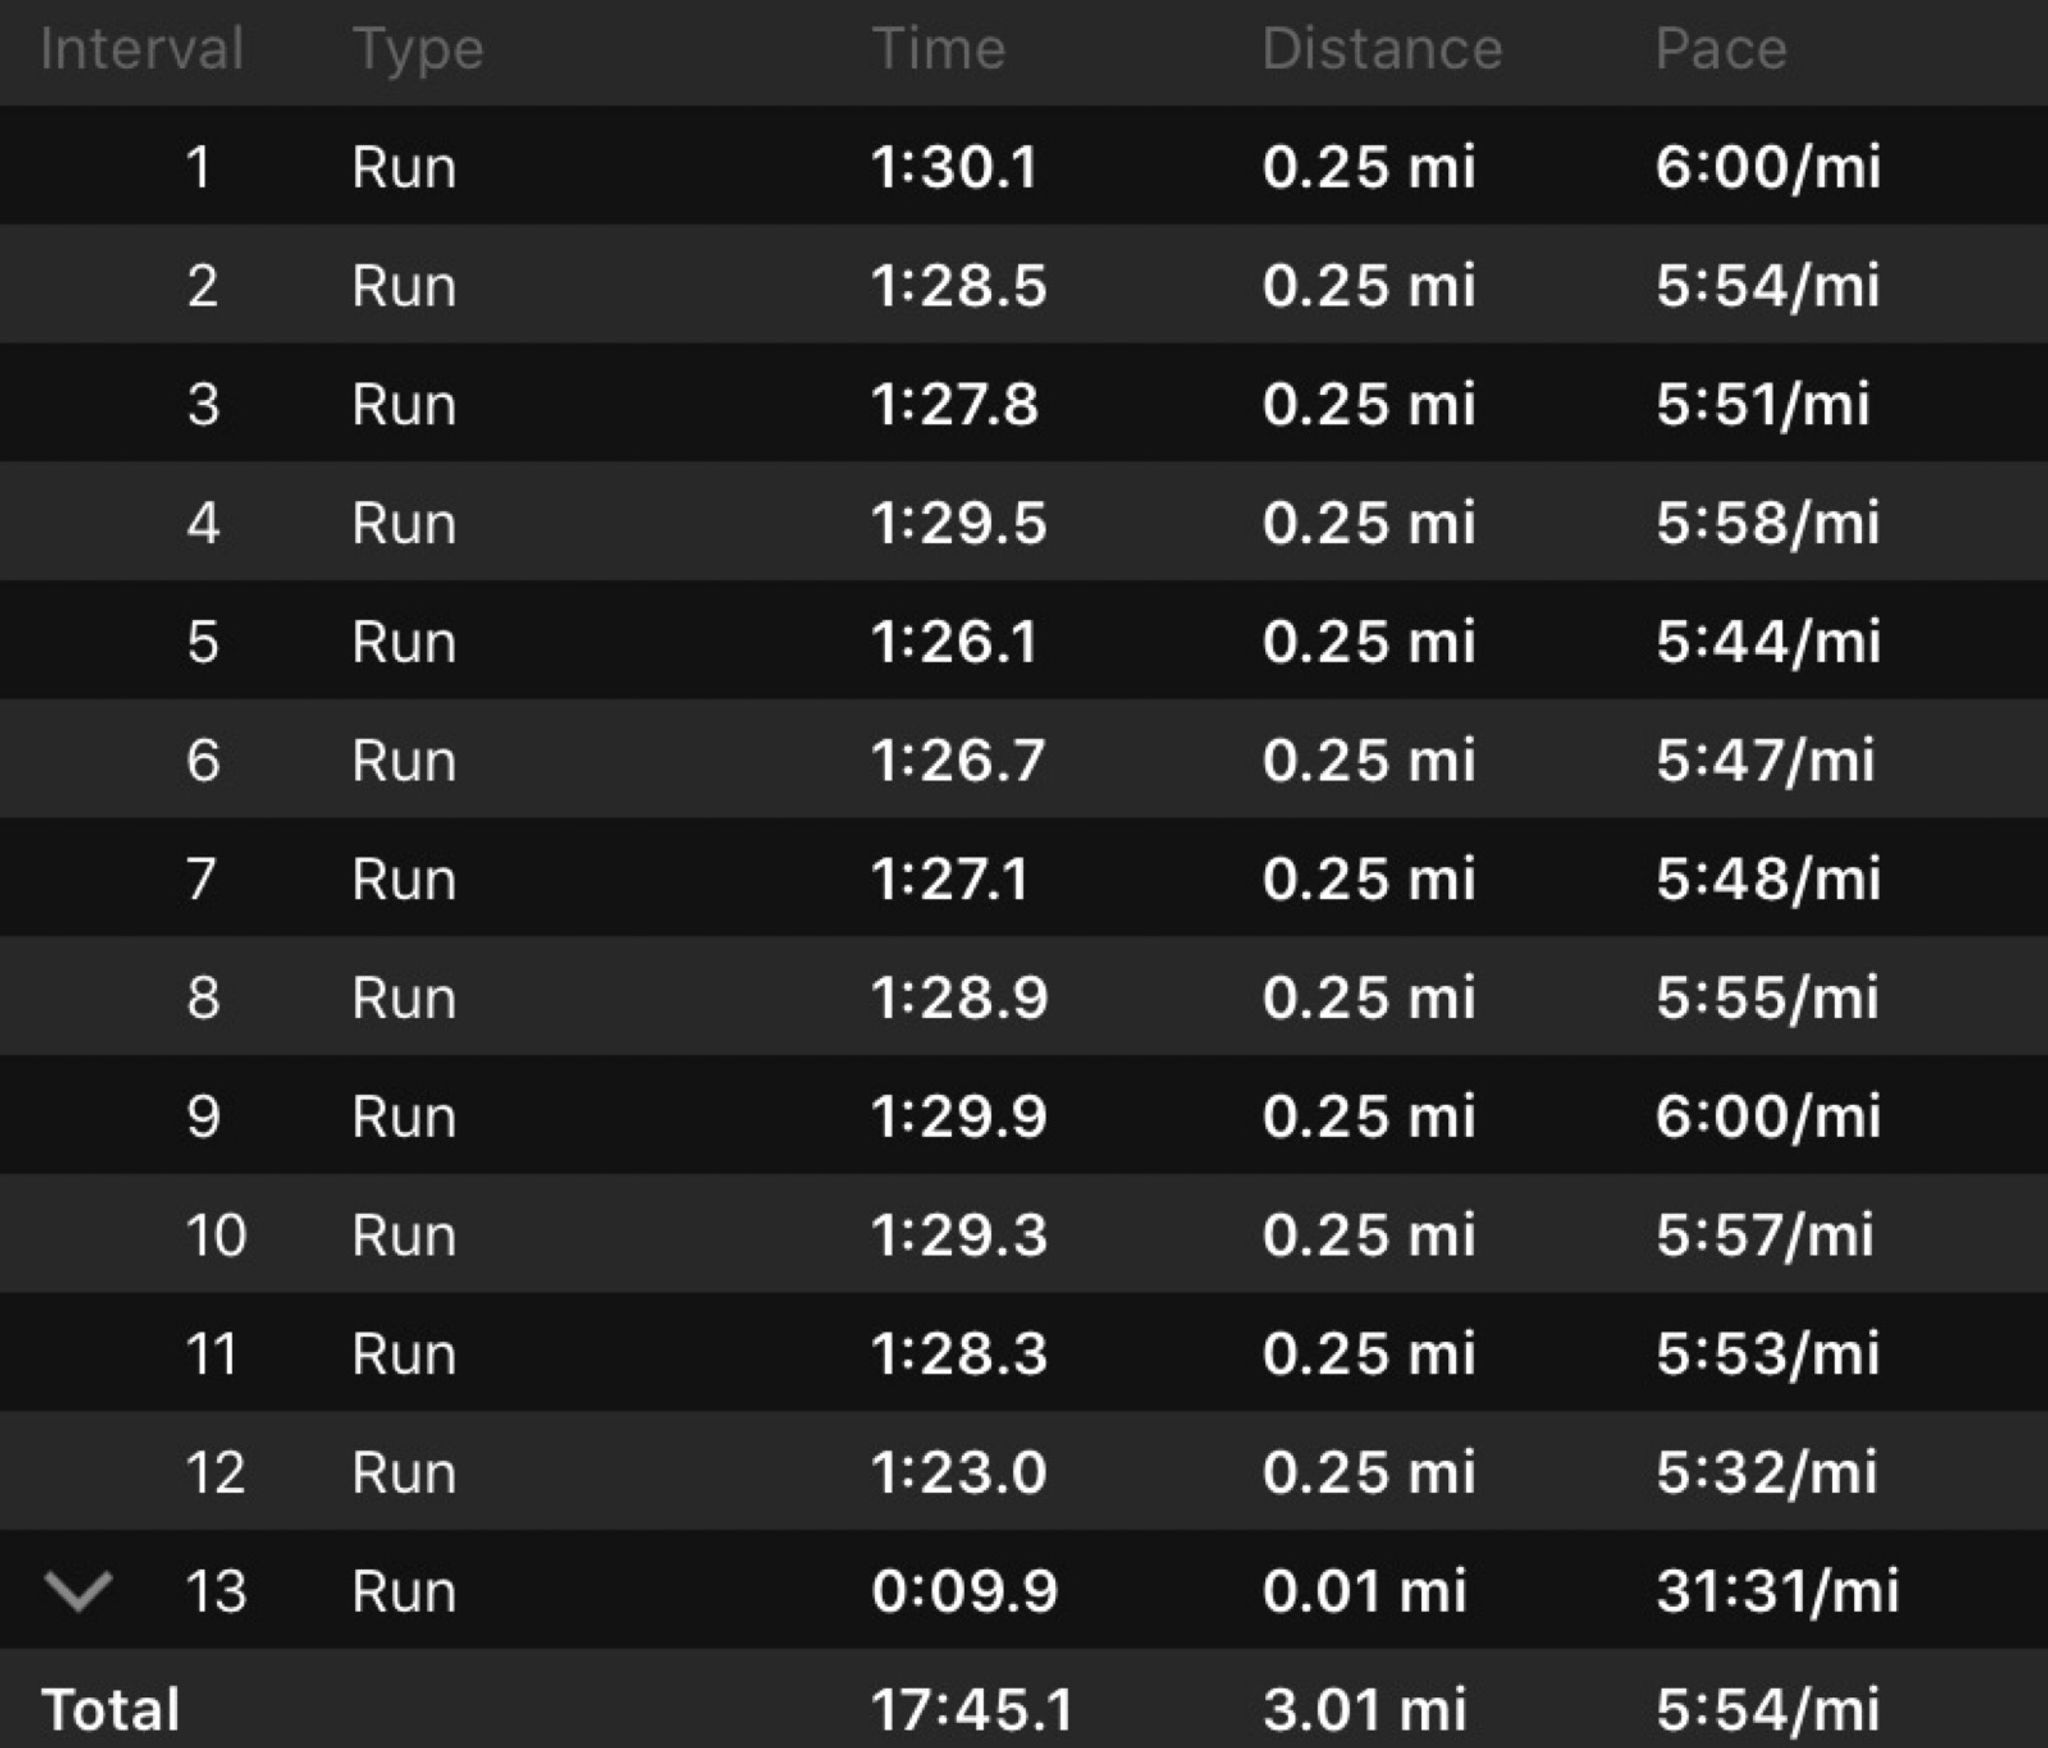 Interval Type Time Distance Pace
1 Run 1:30.1 0.25 mi 6:00/mi
2 Run 1:28.5 0.25 mi 5:54/mi
3 Run 1:27.8 0.25 mi 5:51/mi
4 Run 1:29.5 0.25 mi 5:58/mi
5 Run 1:26.1 0.25 mi 5:44/mi
6 Run 1:26.7 0.25 mi 5:47/mi
7 Run 1:27.1 0.25 mi 5:48/mi
8 Run 1:28.9 0.25 mi 5:55/mi
9 Run 1:29.9 0.25 mi 6:00/mi
10 Run 1:29.3 0.25 mi 5:57/mi
11 Run 1:28.3 0.25 mi 5:53/mi
12 Run 1:23.0 0.25 mi 5:32/mi
13 Run 0:09.9 0.01 mi 31:31/mi
Total 17:45.1 3.01 mi 5:54/mi